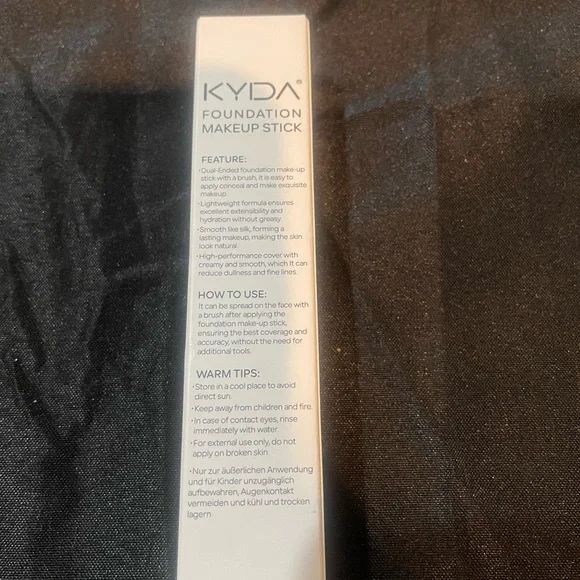 KYDA®
FOUNDATION
MAKEUP STICK
FEATURE:
•Dual-Ended foundation make-up
stick with a brush, it is easy to
apply conceal and make exquisite
makeup
•Lightweight formula ensures
excellent extensibility and
hydration without greasy
•Smooth like silk, forming a
lasting makeup, making the skin
look natural
•High-performance cover with
creamy and smooth, which It can
reduce dullness and fine lines.
HOW TO USE:
It can be spread on the face with
a brush after applying the
foundation make-up stick,
ensuring the best coverage and
accuracy, without the need for
additional tools.
WARM TIPS:
•Store in a cool place to avoid
direct sun.
•Keep away from children and fire.
•In case of contact eyes, rinse
immediately with water.
•For external use only, do not
apply on broken skin
•Nur zur äußerlichen Anwendung
und für Kinder unzugänglich
aufbewahren, Augenkontakt
vermeiden und kühl und trocken
lagern